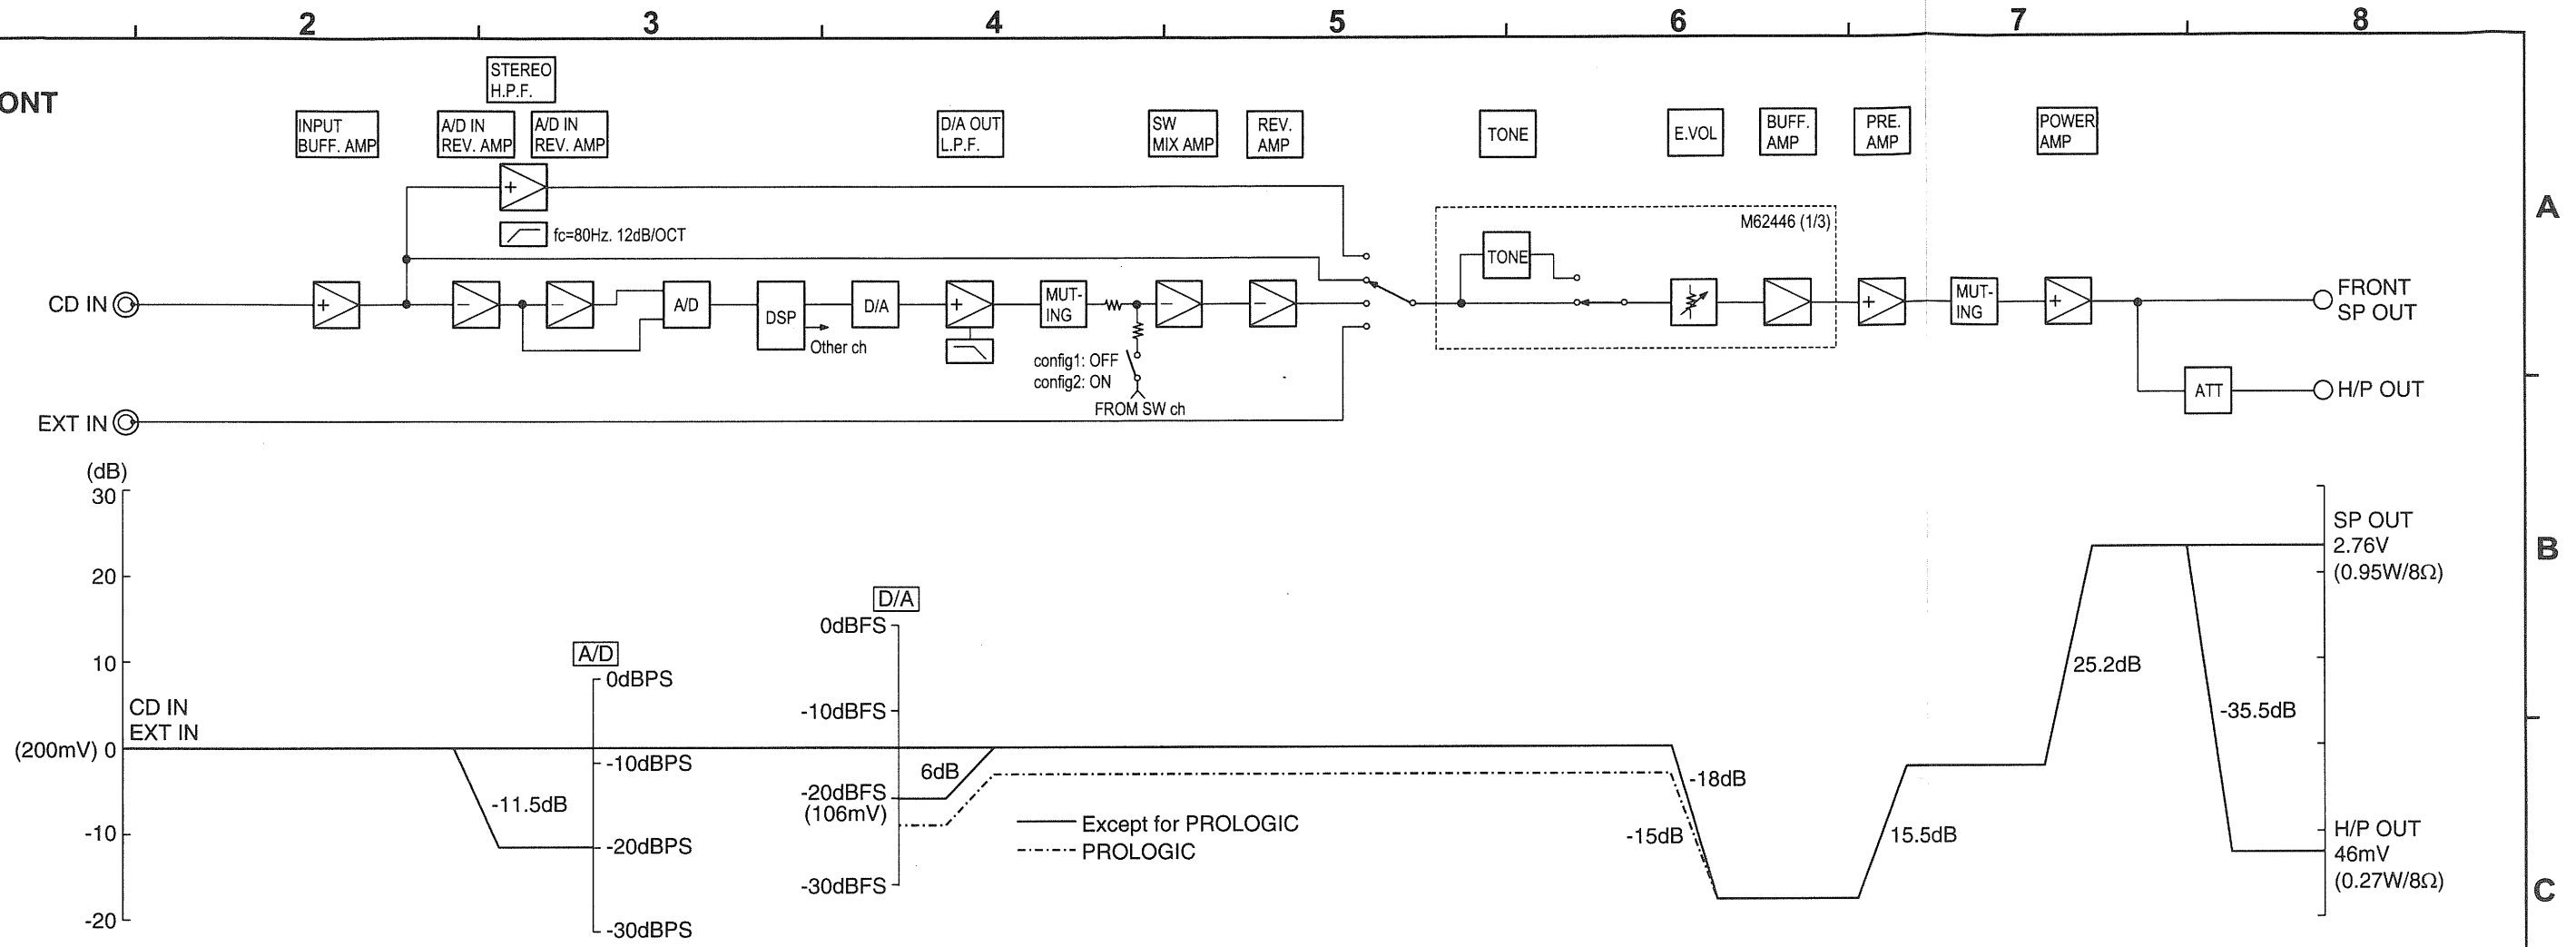 2 3 4 5 6 7 8
ONT
STEREO
H.P.F.
INPUT
BUFF. AMP
A/D IN
REV. AMP
A/D IN
REV. AMP
D/A OUT
L.P.F.
SW
MIX AMP
REV.
AMP
TONE
E.VOL
BUFF.
AMP
PRE.
AMP
POWER
AMP
A
+
fc=80Hz. 12dB/OCT
M62446 (1/3)
TONE
CD IN
+
−
−
A/D
DSP
Other ch
D/A
+
MUT-
ING
−
−
+
MUT-
ING
+
FRONT
SP OUT
config1: OFF
config2: ON
FROM SW ch
ATT
H/P OUT
EXT IN
(dB)
30
20
10
(200mV) 0
-10
-20
CD IN
EXT IN
-11.5dB
A/D
0dBPS
-10dBPS
-20dBPS
-30dBPS
D/A
0dBFS
-10dBFS
-20dBFS
(106mV)
-30dBFS
6dB
Except for PROLOGIC
PROLOGIC
-18dB
-15dB
15.5dB
25.2dB
-35.5dB
SP OUT
2.76V
(0.95W/8Ω)
B
H/P OUT
46mV
(0.27W/8Ω)
C